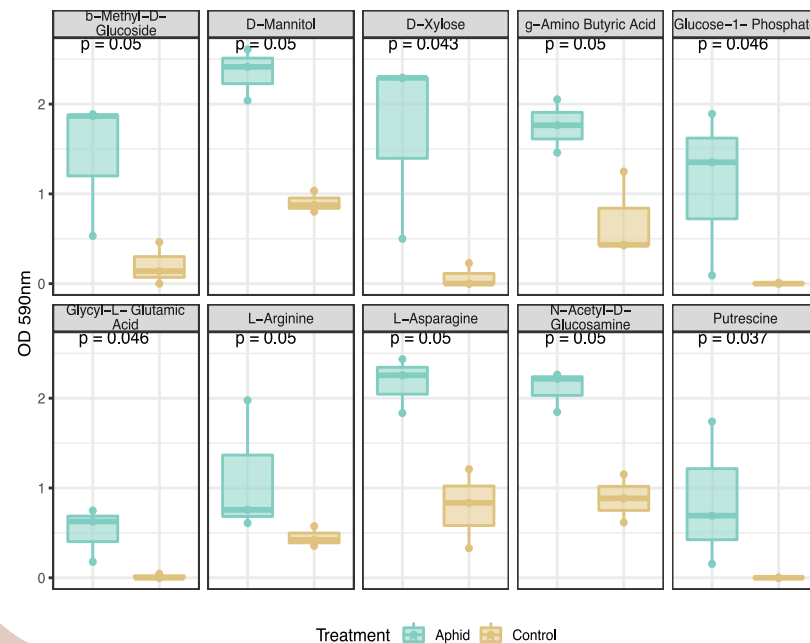 b−Methyl−D−
Glucoside
D−Mannitol
D−Xylose
g−Amino Butyric Acid
Glucose−1− Phosphat
p = 0.05
p = 0.05
p = 0.043
p = 0.05
p = 0.046
2
1
0
OD 590nm
Glycyl−L− Glutamic
Acid
L−Arginine
L−Asparagine
N−Acetyl−D−
Glucosamine
Putrescine
p = 0.046
p = 0.05
p = 0.05
p = 0.05
p = 0.037
2
1
0
Treatment Aphid Control